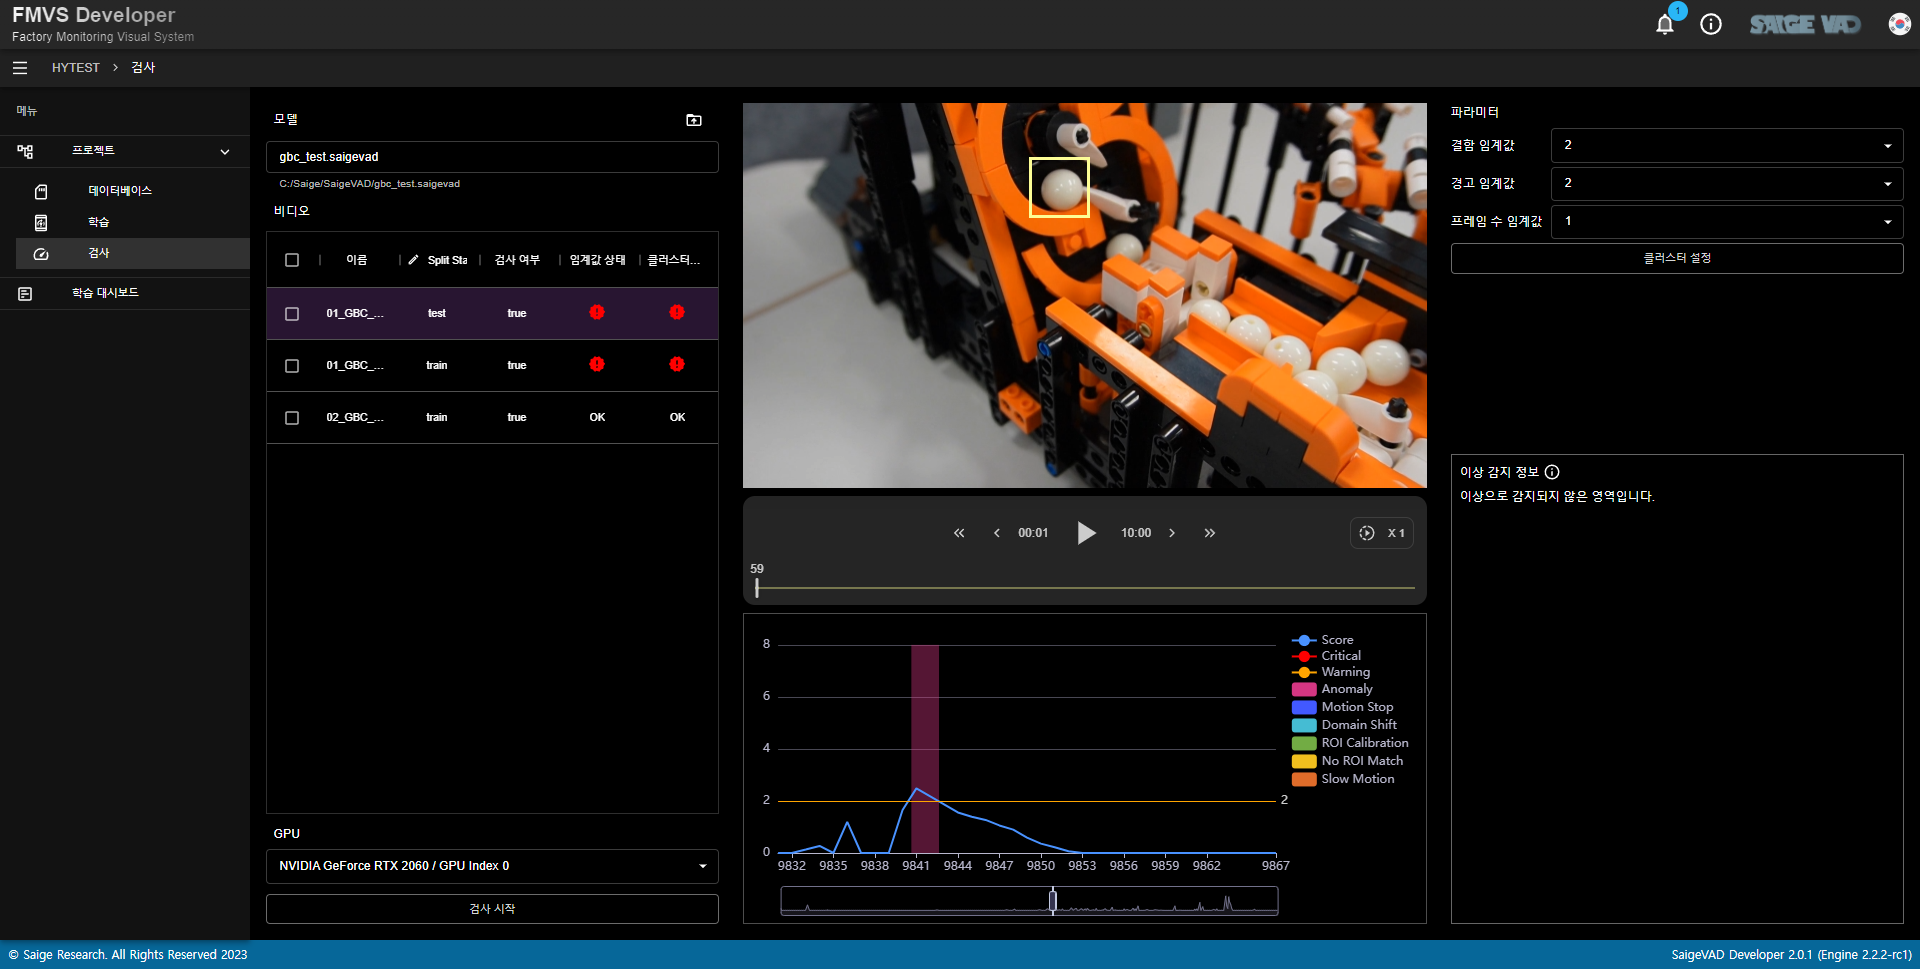 FMVS Developer
Factory Monitoring Visual System
1
SAIGE VAD
HYTEST > 검사
메뉴
프로젝트
데이터베이스
학습
검사
학습 대시보드
모델
gbc_test.saigevad
C:/Saige/SaigeVAD/gbc_test.saigevad
비디오
이름 Split Sta 검사 여부 임계값 상태 클러스터...
01_GBC_... test true
01_GBC_... train true
02_GBC_... train true OK OK
GPU
NVIDIA GeForce RTX 2060 / GPU Index 0
검사 시작
00:01 10:00 X 1
59
8
6
4
2 2
0
9832 9835 9838 9841 9844 9847 9850 9853 9856 9859 9862 9867
Score
Critical
Warning
Anomaly
Motion Stop
Domain Shift
ROI Calibration
No ROI Match
Slow Motion
파라미터
결함 임계값 2
경고 임계값 2
프레임 수 임계값 1
클러스터 설정
이상 감지 정보
이상으로 감지되지 않은 영역입니다.
© Saige Research. All Rights Reserved 2023
SaigeVAD Developer 2.0.1 (Engine 2.2.2-rc1)